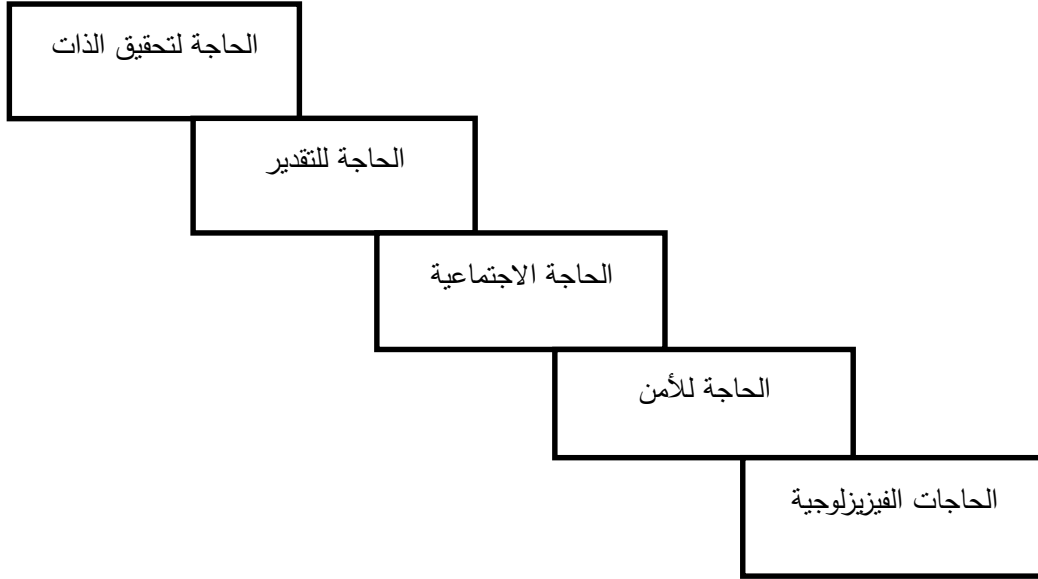 الحاجة لتحقيق الذات
الحاجة للتقدير
الحاجة الاجتماعية
الحاجة للأمن
الحاجات الفيزيزلوجية